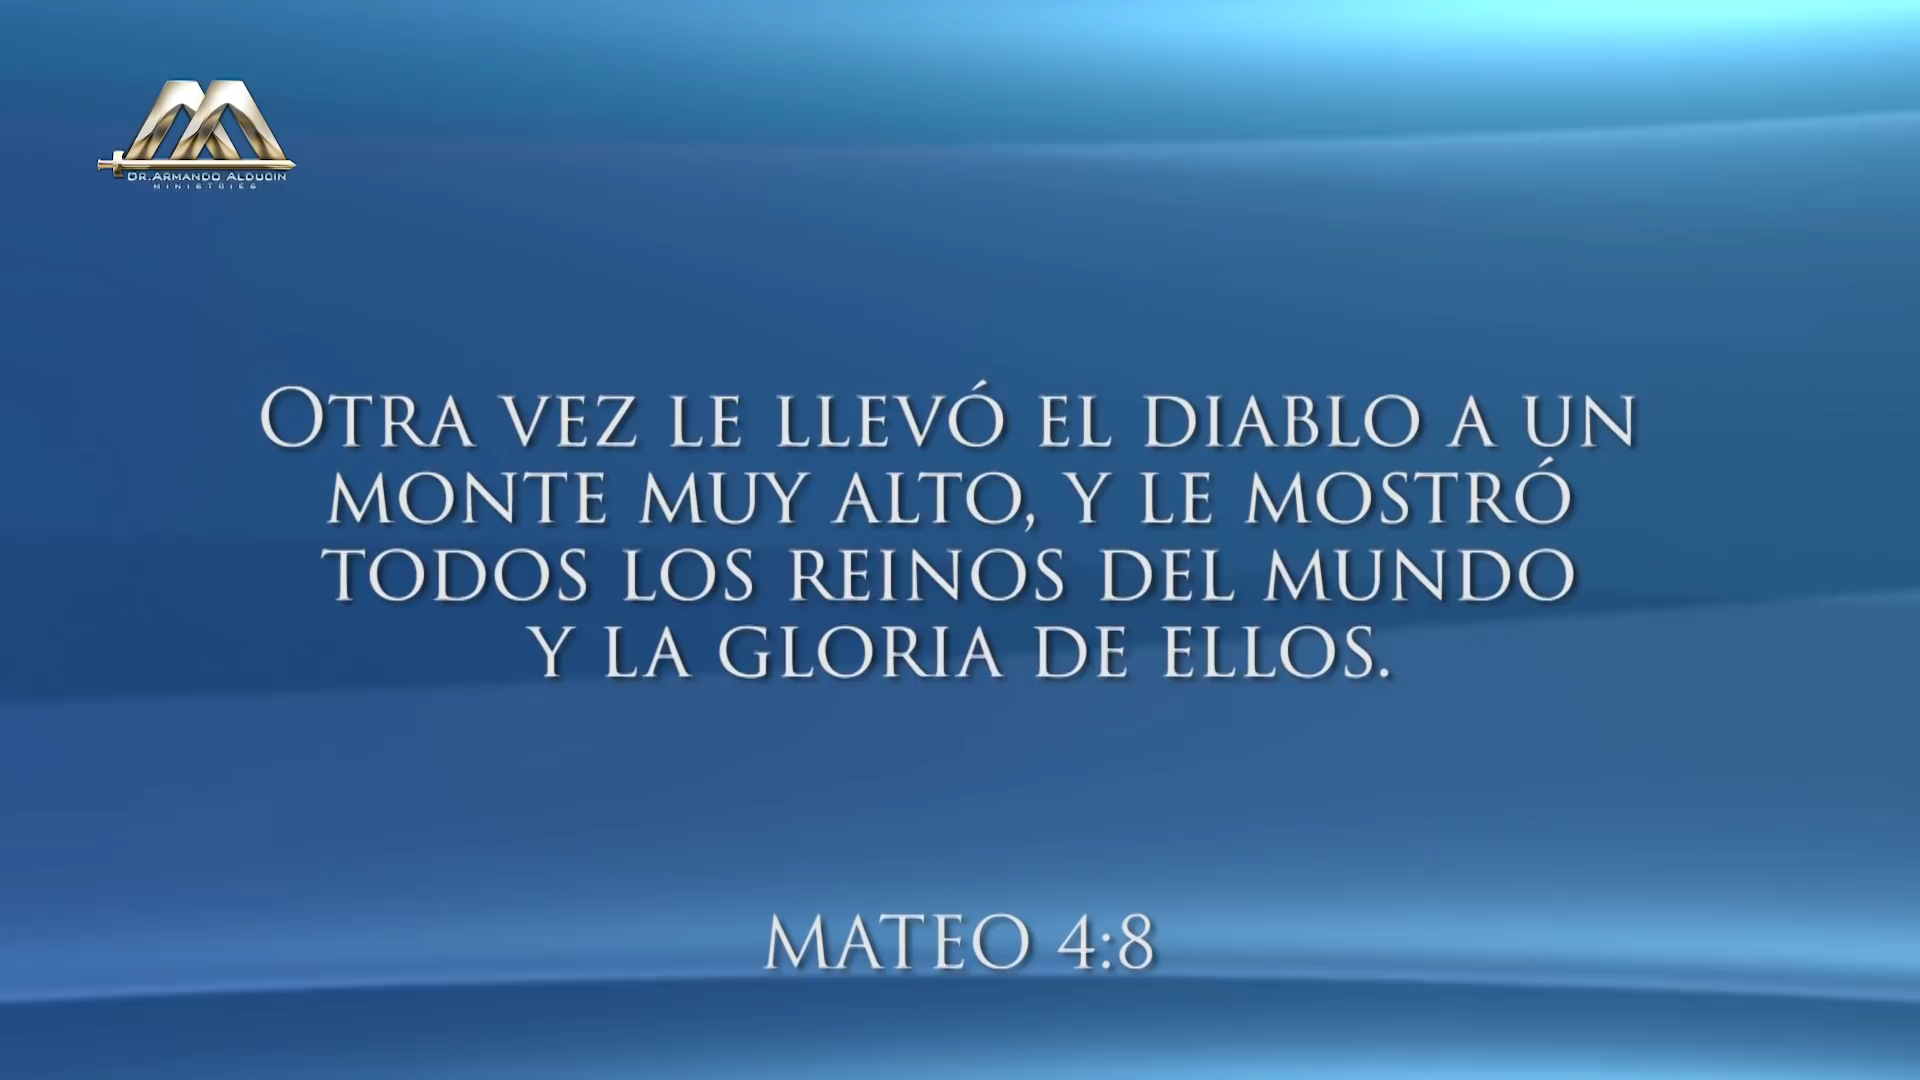 DR. ARMANDO ALDUCIN
MINISTRIES
OTRA VEZ LE LLEVÓ EL DIABLO A UN
MONTE MUY ALTO, Y LE MOSTRÓ
TODOS LOS REINOS DEL MUNDO
Y LA GLORIA DE ELLOS.
MATEO 4:8